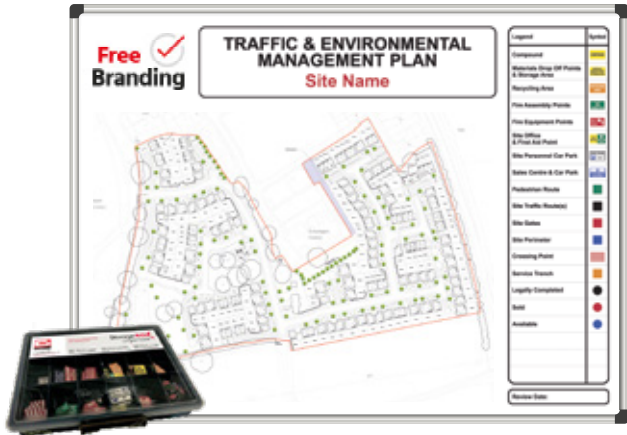 Free
Branding
TRAFFIC & ENVIRONMENTAL
MANAGEMENT PLAN
Site Name
Legend
Symbol
Compound
Materials Drop Off Points
& Storage Area
Recycling Area
Fire Assembly Points
Fire Equipment Points
Site Office
& First Aid Point
Site Personnel Car Park
Sales Centre & Car Park
Pedestrian Route
Site Traffic Route(s)
Site Gates
Site Perimeter
Crossing Point
Service Trench
Legally Completed
Sold
Available
Review Date: